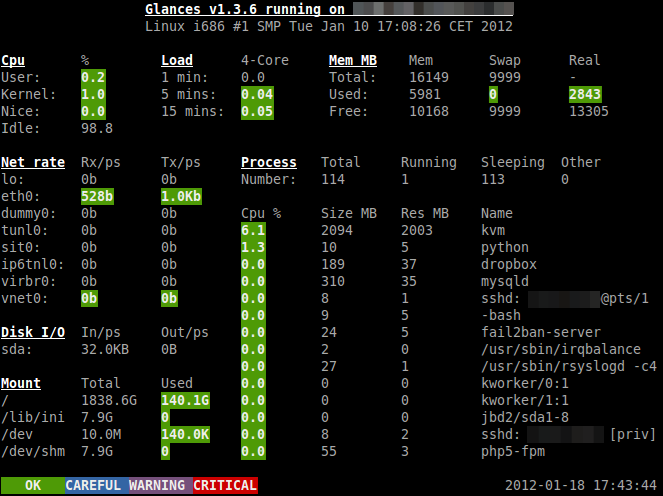 Glances v1.3.6 running on
Linux i686 #1 SMP Tue Jan 10 17:08:26 CET 2012
Cpu % Load 4-Core Mem MB Mem Swap Real
User: 0.2 1 min: 0.0 Total: 16149 9999 -
Kernel: 1.0 5 mins: 0.04 Used: 5981 0 2843
Nice: 0.0 15 mins: 0.05 Free: 10168 9999 13305
Idle: 98.8
Net rate Rx/ps Tx/ps Process Total Running Sleeping Other
lo: 0b 0b Number: 114 1 113 0
eth0: 528b 1.0Kb
dummy0: 0b 0b Cpu % Size MB Res MB Name
tunl0: 0b 0b 6.1 2094 2003 kvm
sit0: 0b 0b 1.3 10 5 python
ip6tnl0: 0b 0b 0.0 189 37 dropbox
virbr0: 0b 0b 0.0 310 35 mysqld
vnet0: 0b 0b 0.0 8 1 sshd: @pts/1
0.0 9 5 -bash
Disk I/O In/ps Out/ps 0.0 24 5 fail2ban-server
sda: 32.0KB 0B 0.0 2 0 /usr/sbin/irqbalance
0.0 27 1 /usr/sbin/rsyslogd -c4
Mount Total Used 0.0 0 0 kworker/0:1
/ 1838.6G 140.1G 0.0 0 0 kworker/1:1
/lib/ini 7.9G 0 0.0 0 0 jbd2/sda1-8
/dev 10.0M 140.0K 0.0 8 2 sshd: [priv]
/dev/shm 7.9G 0 0.0 55 3 php5-fpm
OK CAREFUL WARNING CRITICAL 2012-01-18 17:43:44